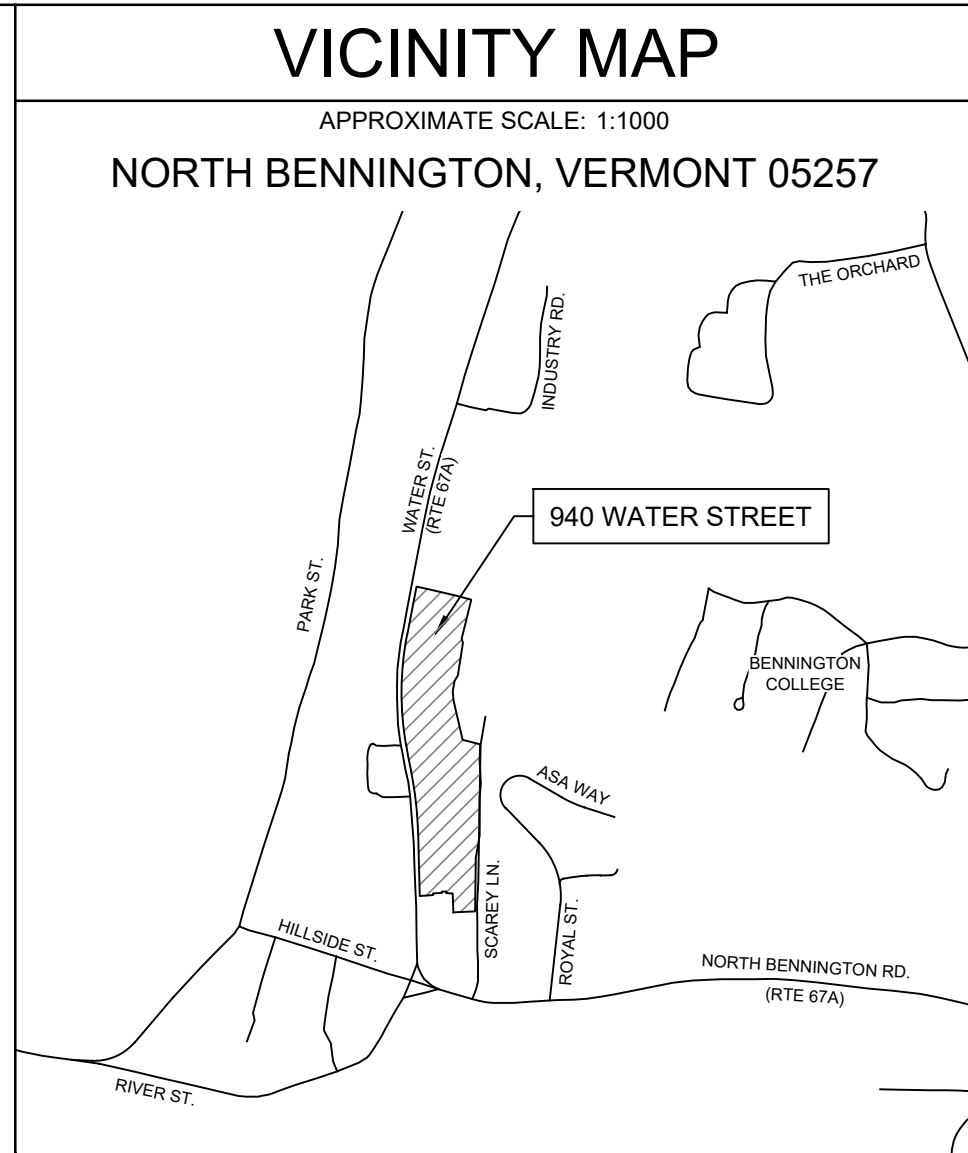 VICINITY MAP
APPROXIMATE SCALE: 1:1000
NORTH BENNINGTON, VERMONT 05257
THE ORCHARD
INDUSTRY RD.
WATER ST.
(RTE 67A)
940 WATER STREET
PARK ST.
BENNINGTON
COLLEGE
ASA WAY
SCAREY LN.
ROYAL ST.
HILLSIDE ST.
NORTH BENNINGTON RD.
(RTE 67A)
RIVER ST.